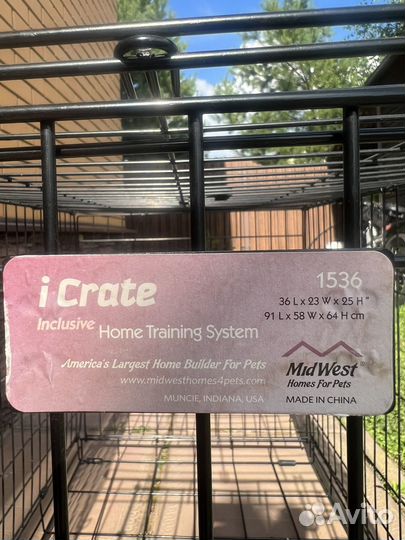 i Crate
Inclusive Home Training System
1536
36 L x 23 W x 25 H"
91 L x 58 W x 64 H cm
America's Largest Home Builder For Pets
www.midwesthomes4pets.com
MUNCIE, INDIANA, USA
MidWest
Homes For Pets
MADE IN CHINA
Avito